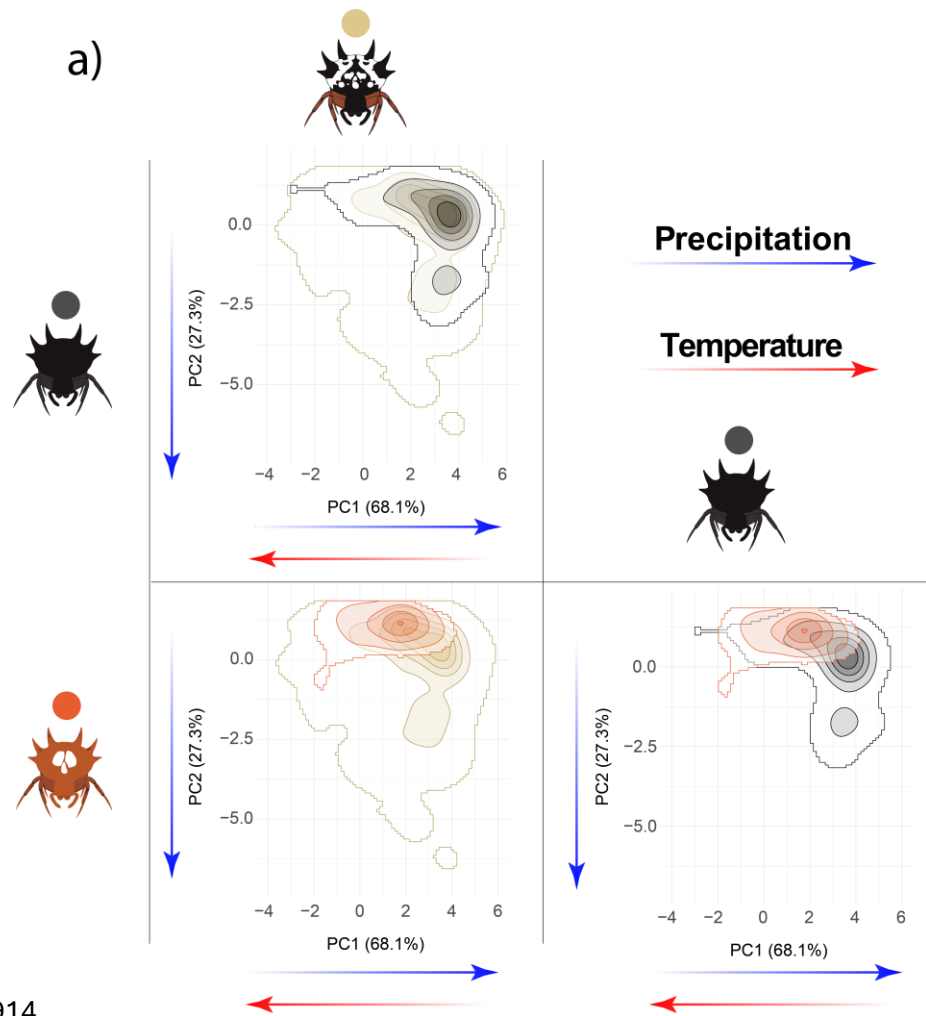 a)
0.0
−2.5
−5.0
PC2 (27.3%)
−4 −2 0 2 4 6
PC1 (68.1%)
Precipitation
Temperature
0.0
−2.5
−5.0
PC2 (27.3%)
−4 −2 0 2 4 6
PC1 (68.1%)
0.0
−2.5
−5.0
PC2 (27.3%)
−4 −2 0 2 4 6
PC1 (68.1%)